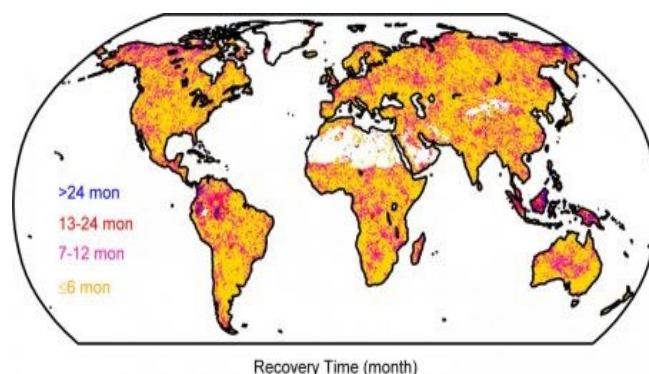 >24 mon
13-24 mon
7-12 mon
≤6 mon
Recovery Time (month)